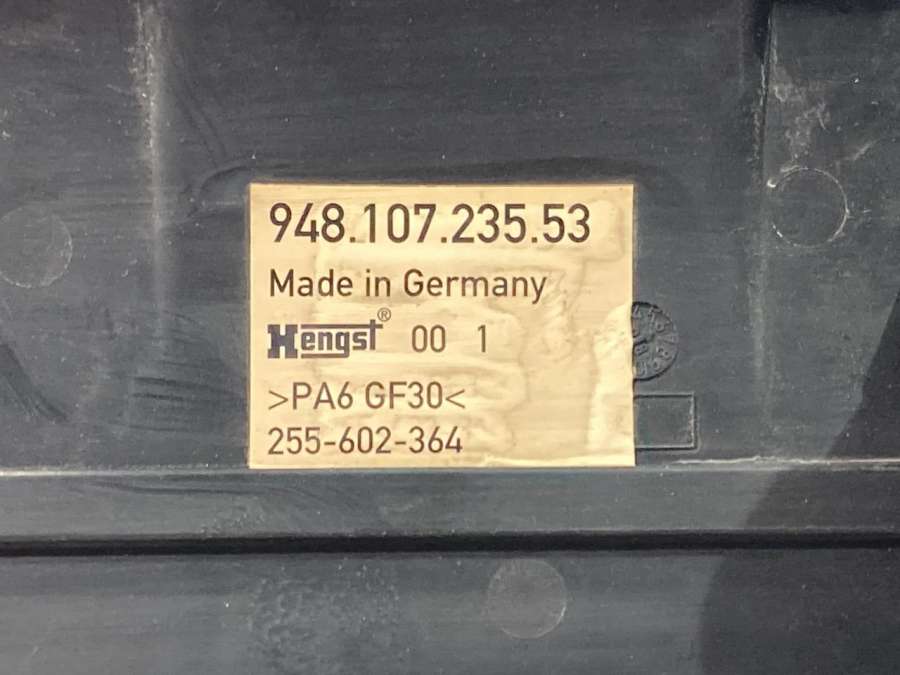 948.107.235.53
Made in Germany
Hengst® 00 1
>PA6 GF30<
255-602-364